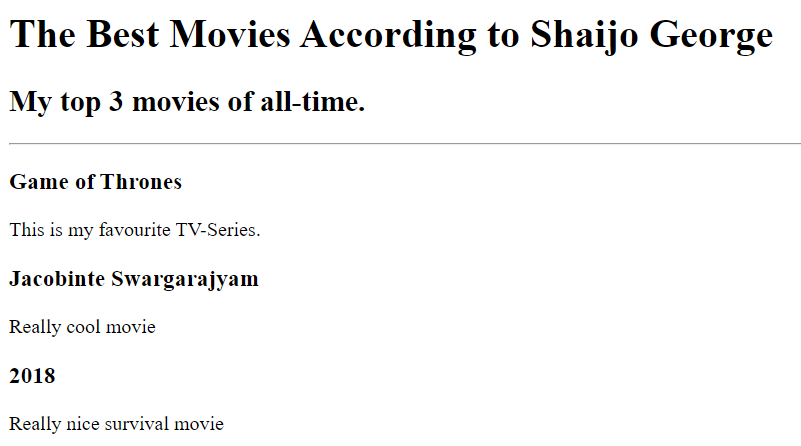 The Best Movies According to Shaijo George
My top 3 movies of all-time.
Game of Thrones
This is my favourite TV-Series.
Jacobinte Swargarajyam
Really cool movie
2018
Really nice survival movie